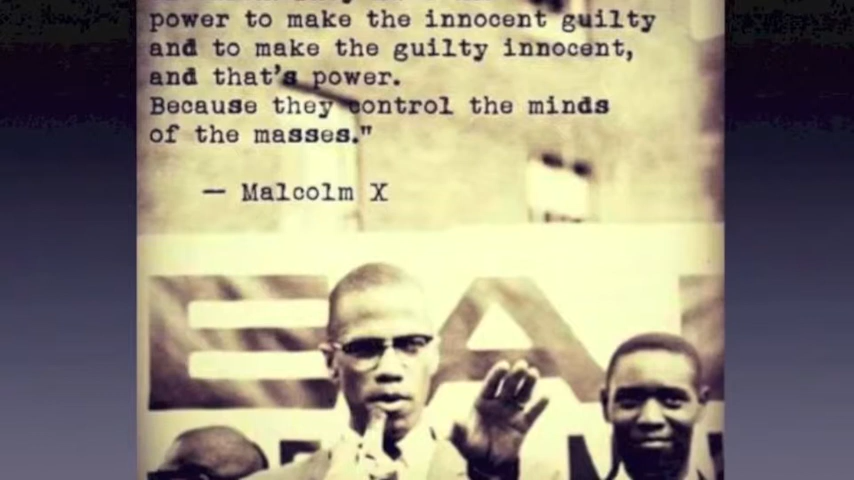 power to make the innocent guilty
and to make the guilty innocent,
and that's power.
Because they control the minds
of the masses."
— Malcolm X
EA